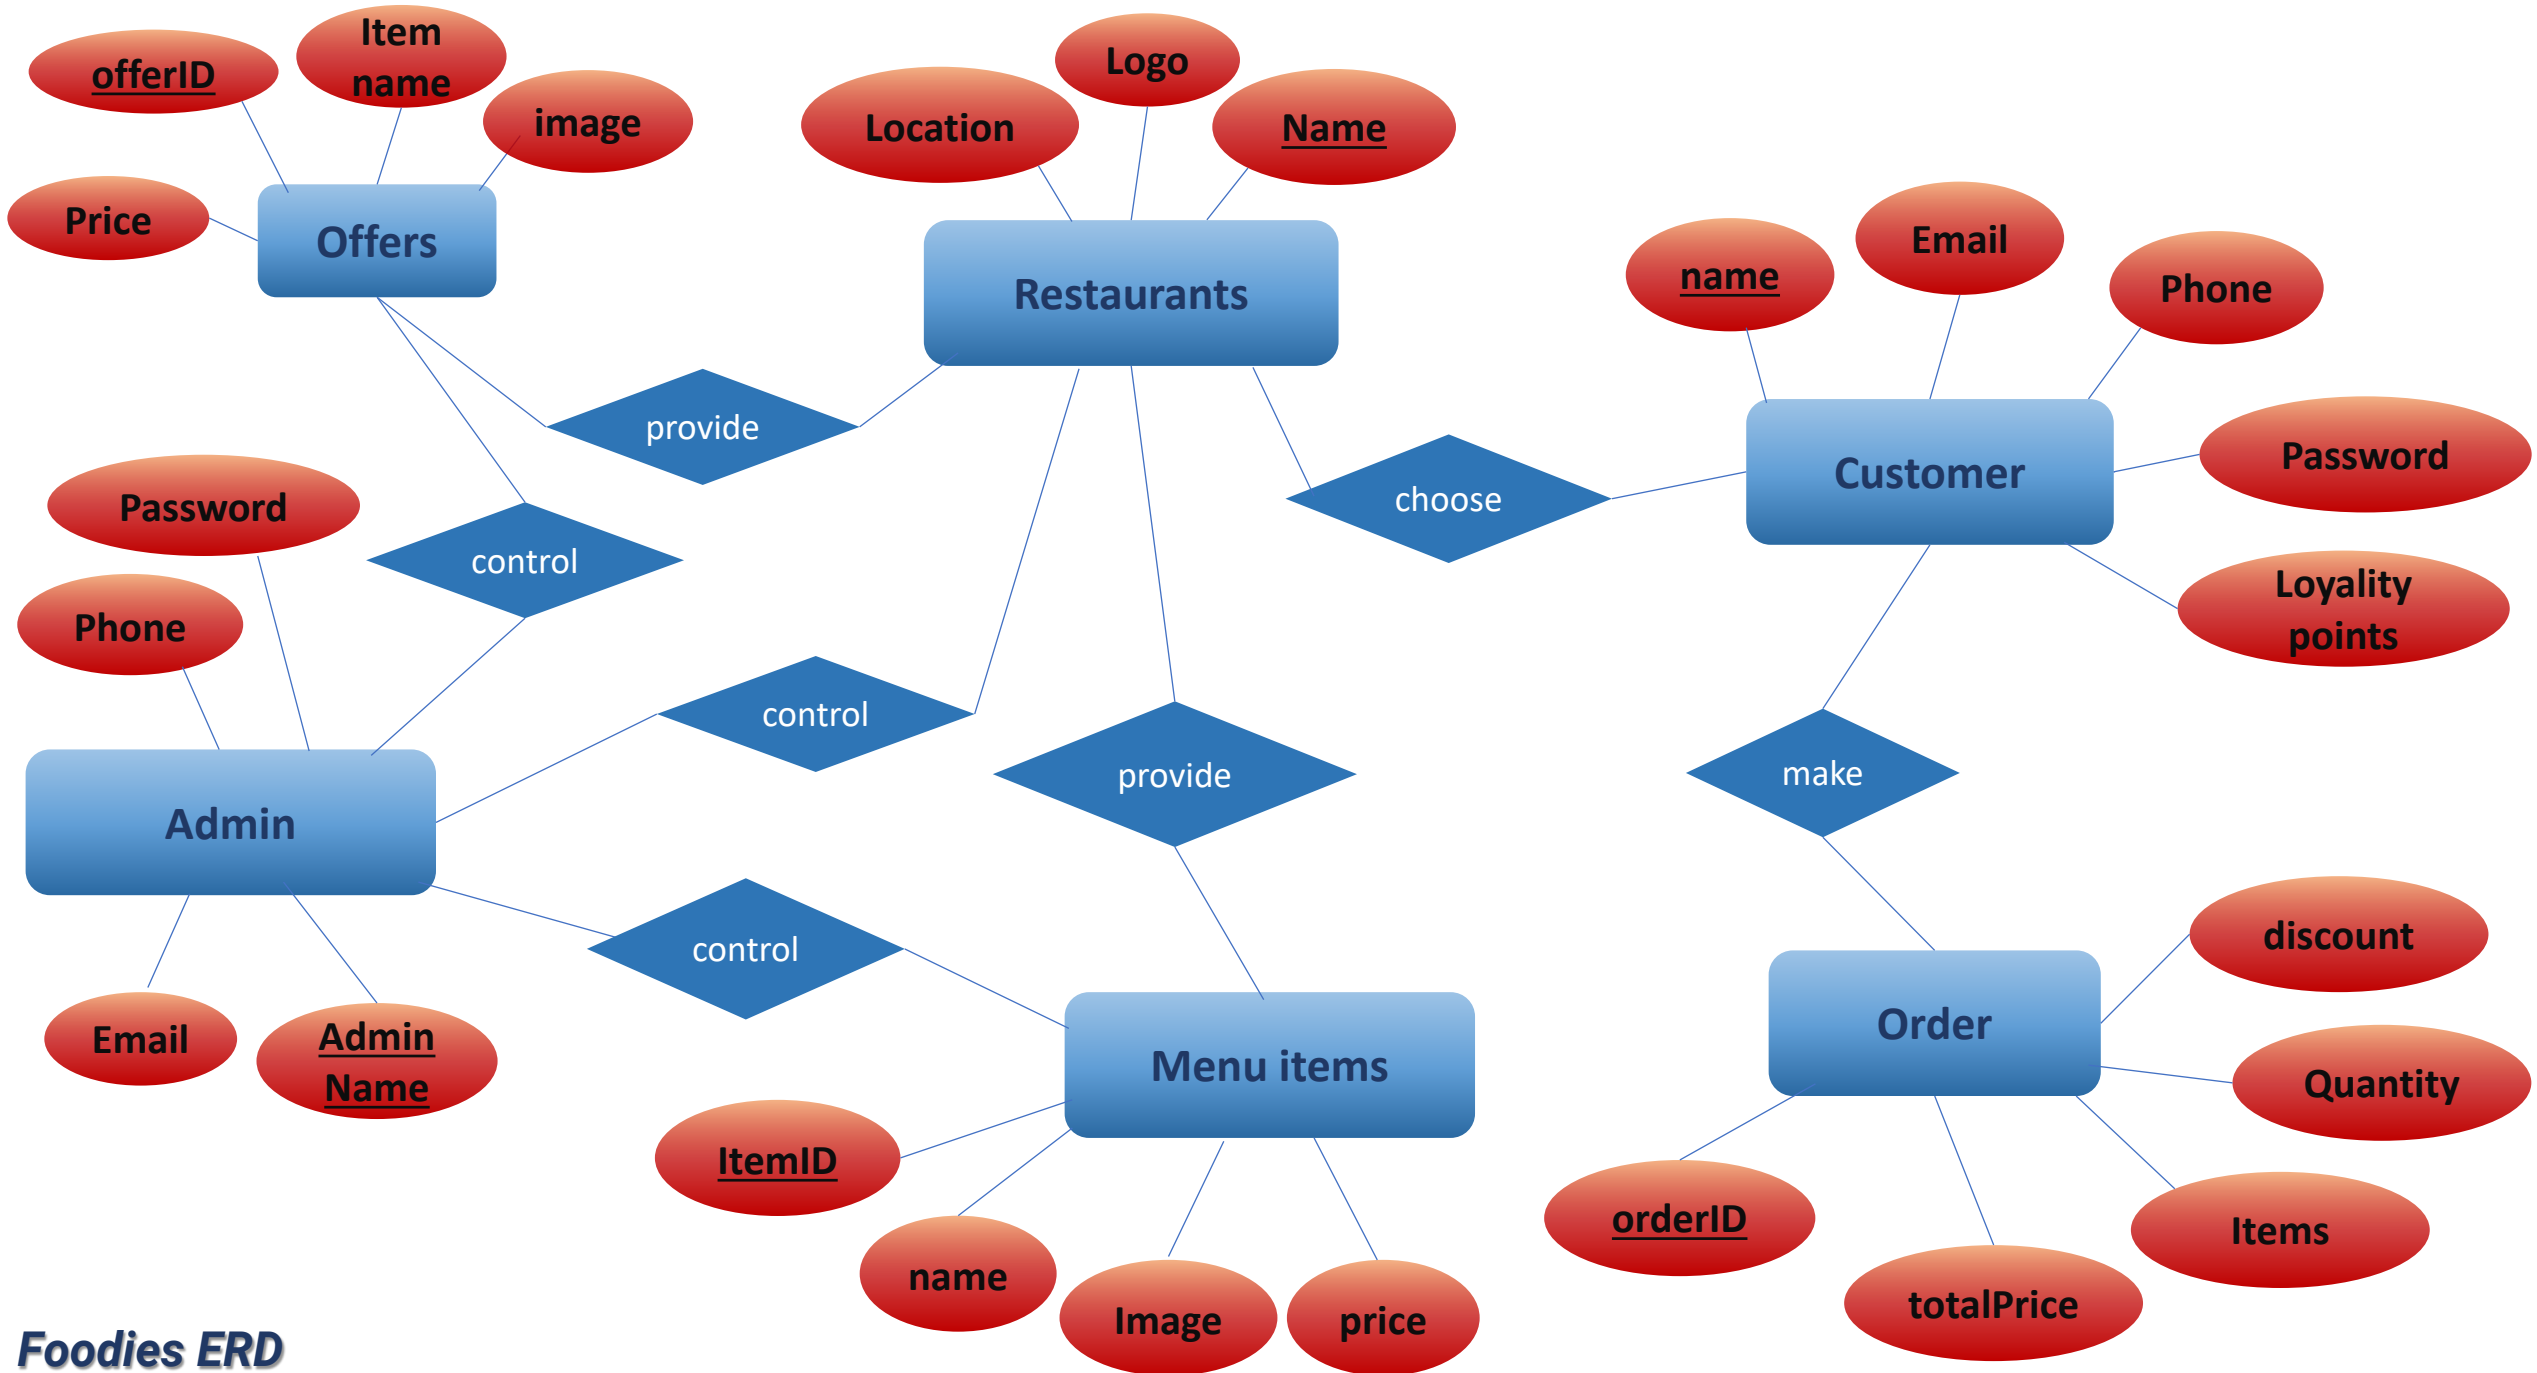 offerID
Item
name
image
Price
Offers
Location
Logo
Name
Restaurants
name
Email
Phone
Password
Loyality
points
Customer
provide
choose
control
Password
Phone
Admin
Email
Admin
Name
control
provide
make
control
Menu items
ItemID
name
Image
price
Order
discount
Quantity
Items
totalPrice
orderID
Foodies ERD